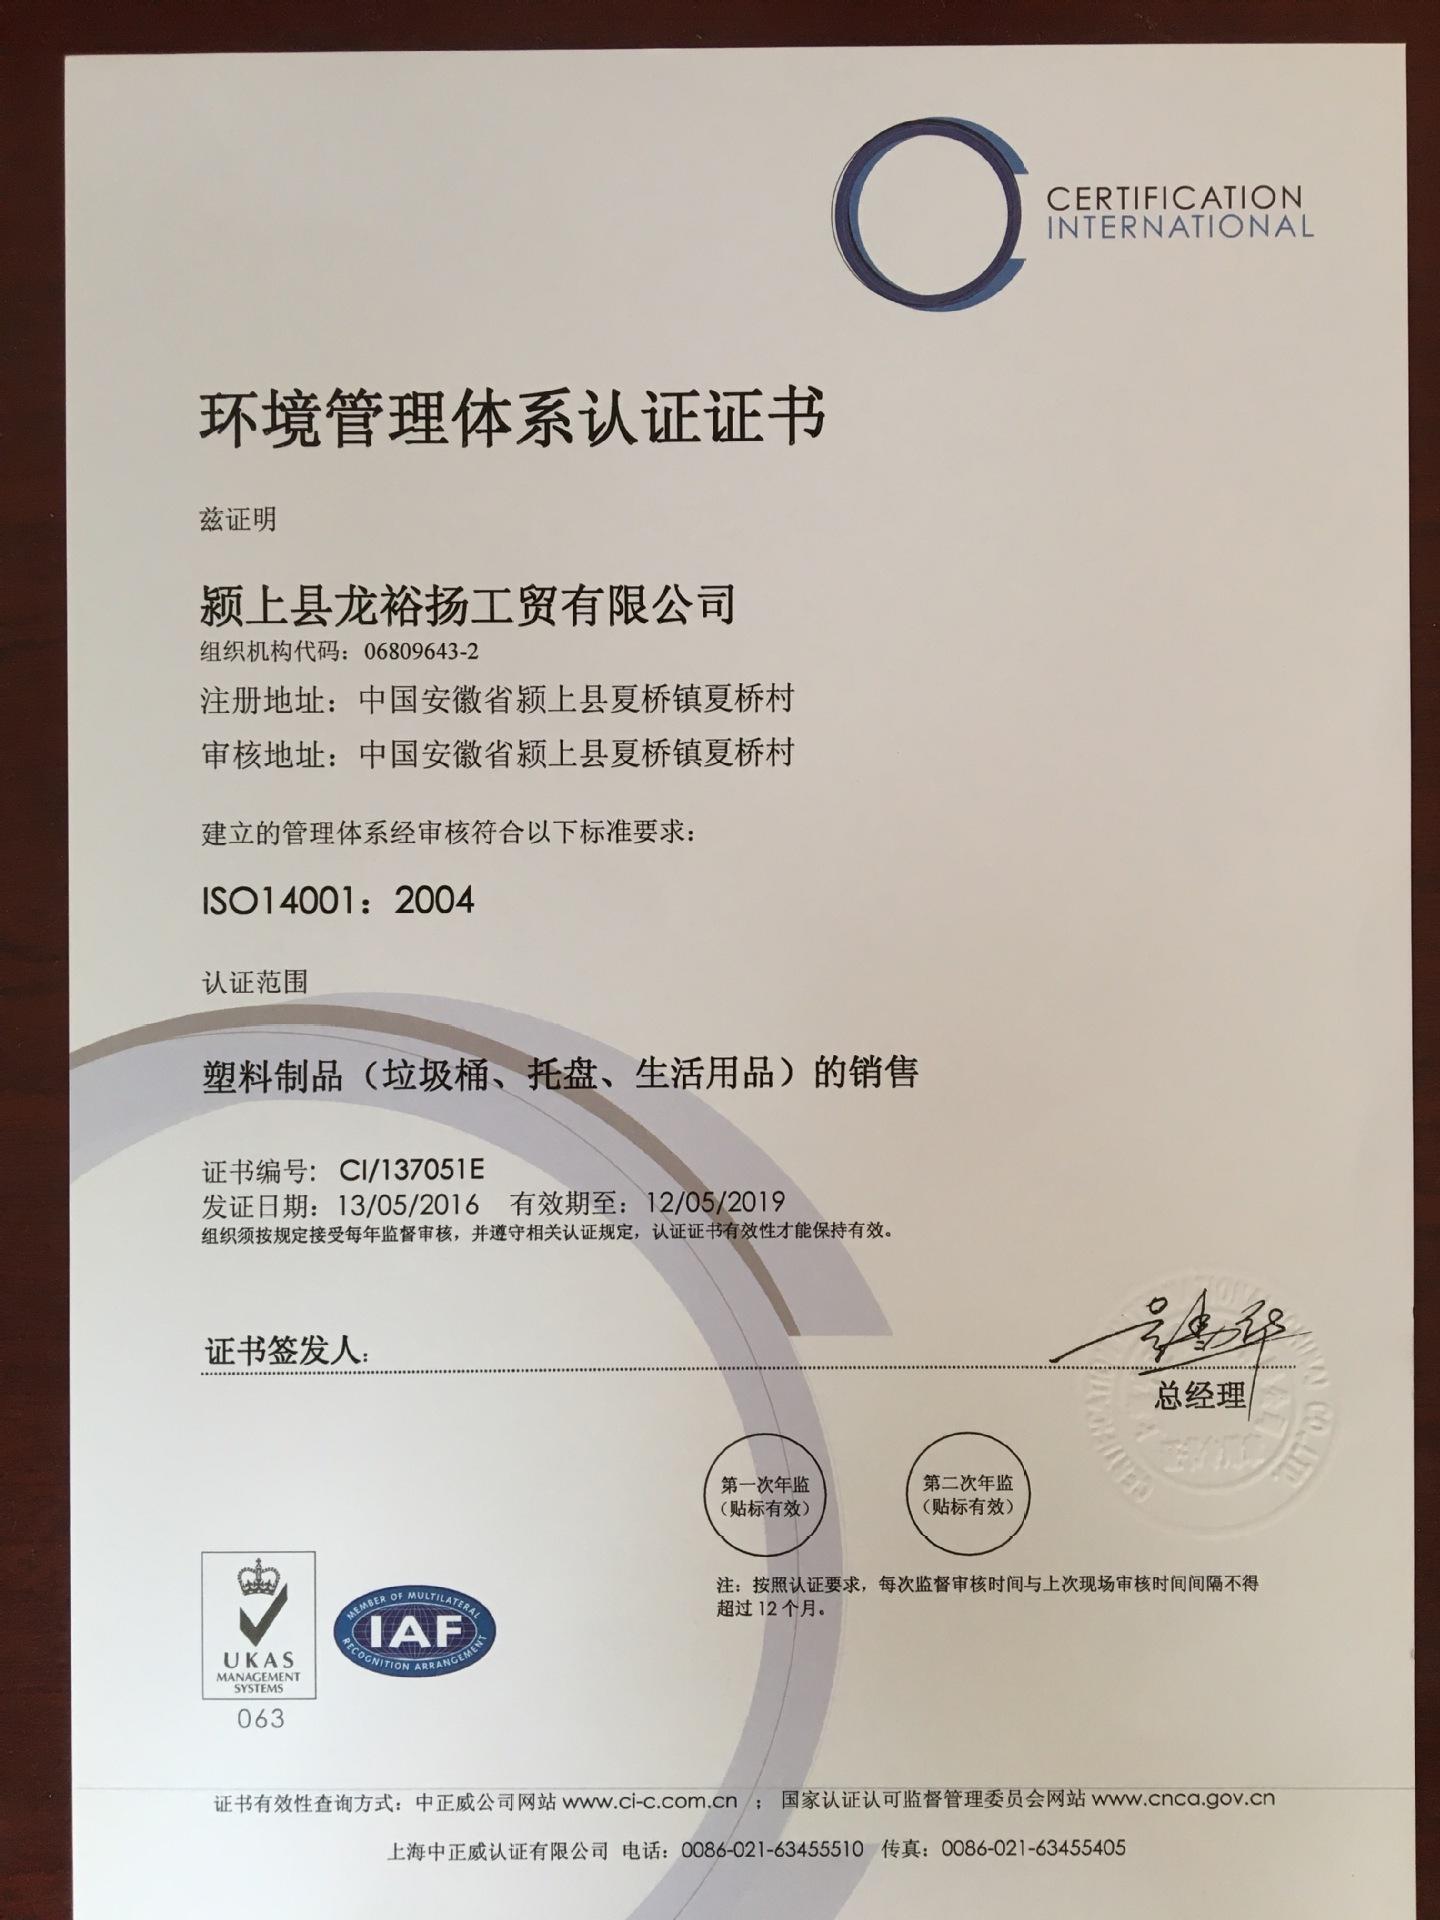 CERTIFICATION
INTERNATIONAL
环境管理体系认证证书
兹证明
颍上县龙裕扬工贸有限公司
组织机构代码：06809643-2
注册地址：中国安徽省颍上县夏桥镇夏桥村
审核地址：中国安徽省颍上县夏桥镇夏桥村
建立的管理体系经审核符合以下标准要求：
ISO14001：2004
认证范围
塑料制品（垃圾桶、托盘、生活用品）的销售
证书编号： CI/137051E
发证日期：13/05/2016 有效期至：12/05/2019
组织须按规定接受每年监督审核，并遵守相关认证规定，认证证书有效性才能保持有效。
证书签发人：
总经理
第一次年监
（贴标有效）
第二次年监
（贴标有效）
注：按照认证要求，每次监督审核时间与上次现场审核时间间隔不得
超过 12 个月。
UKAS
MANAGEMENT
SYSTEMS
063
MEMBER OF MULTILATERAL
IAF
RECOGNITION ARRANGEMENT
证书有效性查询方式：中正威公司网站 www.ci-c.com.cn ；国家认证认可监督管理委员会网站 www.cnca.gov.cn
上海中正威认证有限公司 电话：0086-021-63455510 传真：0086-021-63455405